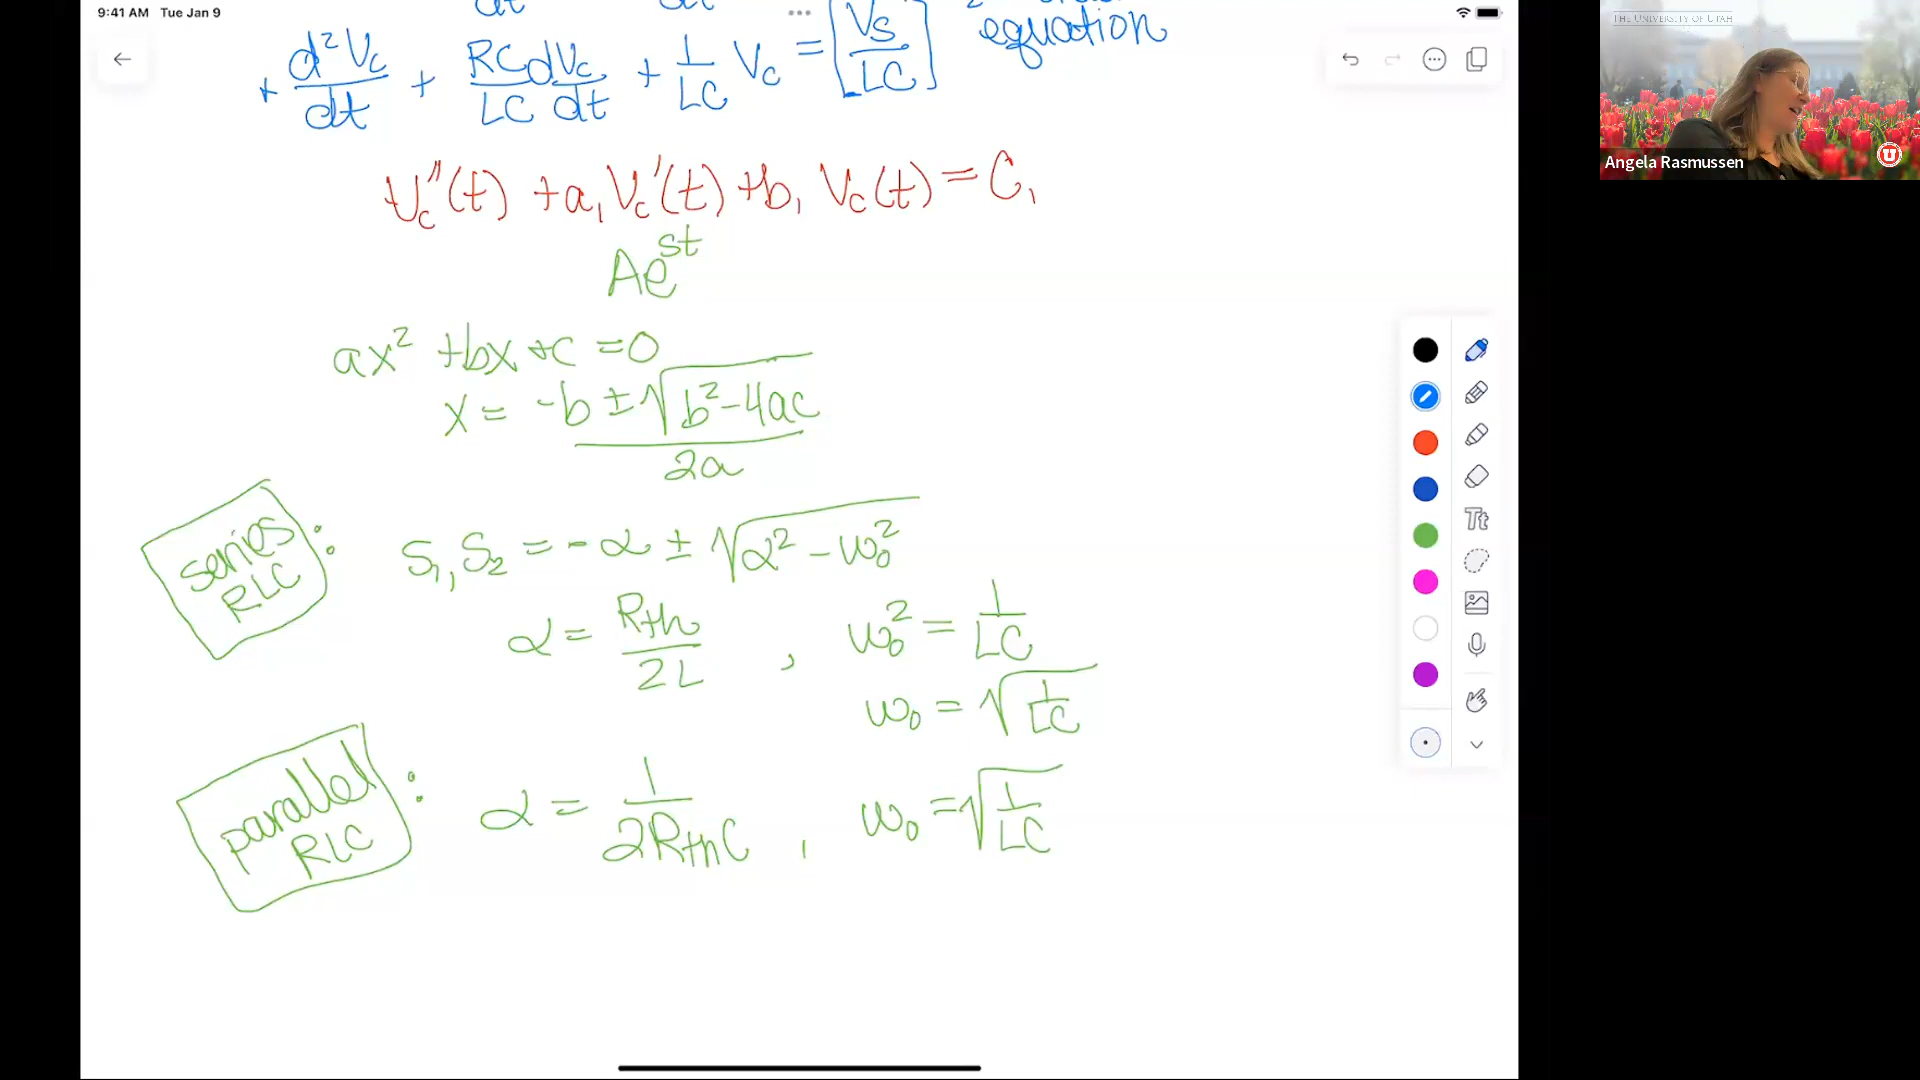 9:41 AM Tue Jan 9
THE UNIVERSITY OF UTAH
dt dt
+ d²Vc/dt + RC/LC dVc/dt + 1/LC Vc = [Vs/LC] equation
Angela Rasmussen
Vc''(t) + a₁Vc'(t) + b₁ Vc(t) = C₁
Ae^st
ax² + bx + c = 0
x = -b ± √(b² - 4ac) / 2a
series RLC : S₁, S₂ = -α ± √(α² - ω₀²)
α = Rth/2L , ω₀² = 1/LC
ω₀ = √(1/LC)
parallel RLC : α = 1/2RthC , ω₀ = √(1/LC)
Tt